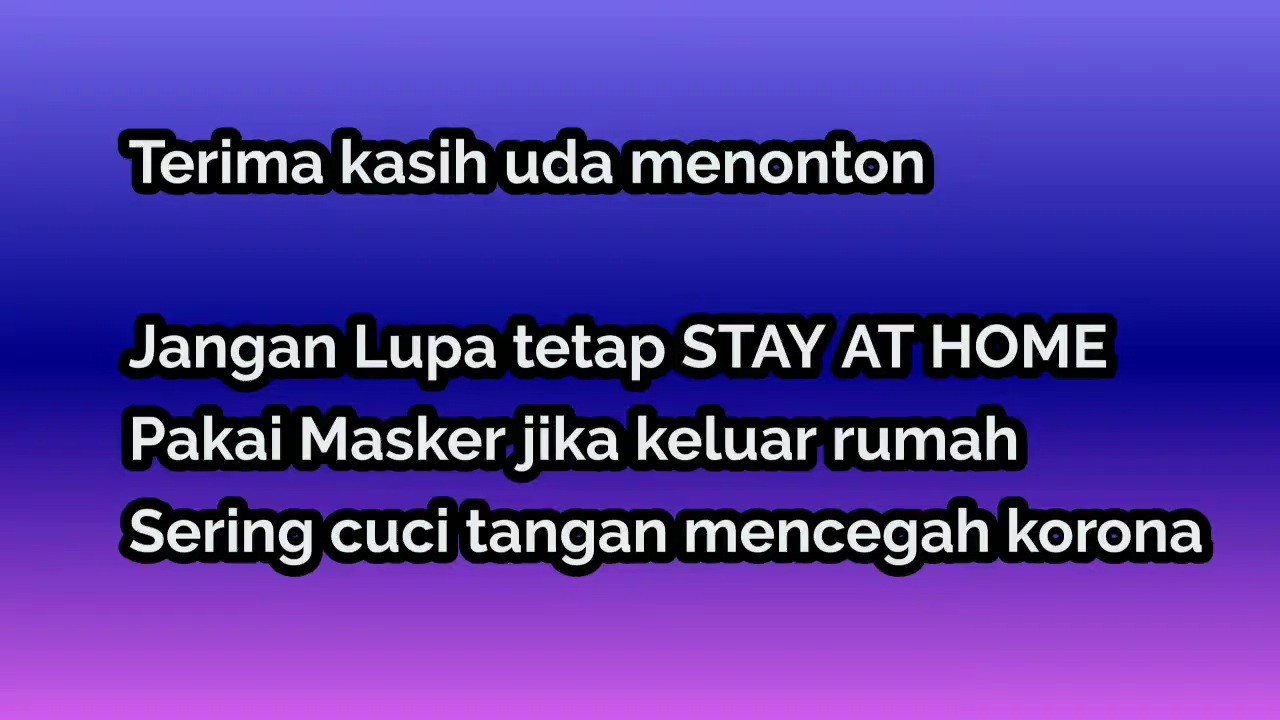 Terima kasih uda menonton
Jangan Lupa tetap STAY AT HOME
Pakai Masker jika keluar rumah
Sering cuci tangan mencegah korona